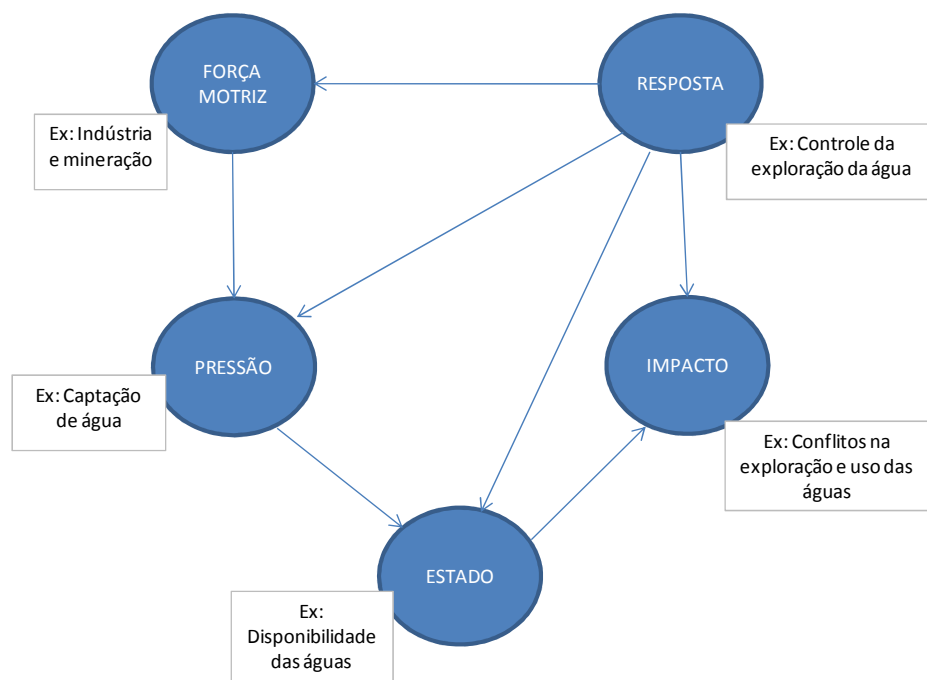 FORÇA
MOTRIZ
RESPOSTA
Ex: Indústria
e mineração
Ex: Controle da
exploração da água
PRESSÃO
IMPACTO
Ex: Captação
de água
Ex: Conflitos na
exploração e uso das
águas
ESTADO
Ex:
Disponibilidade
das águas